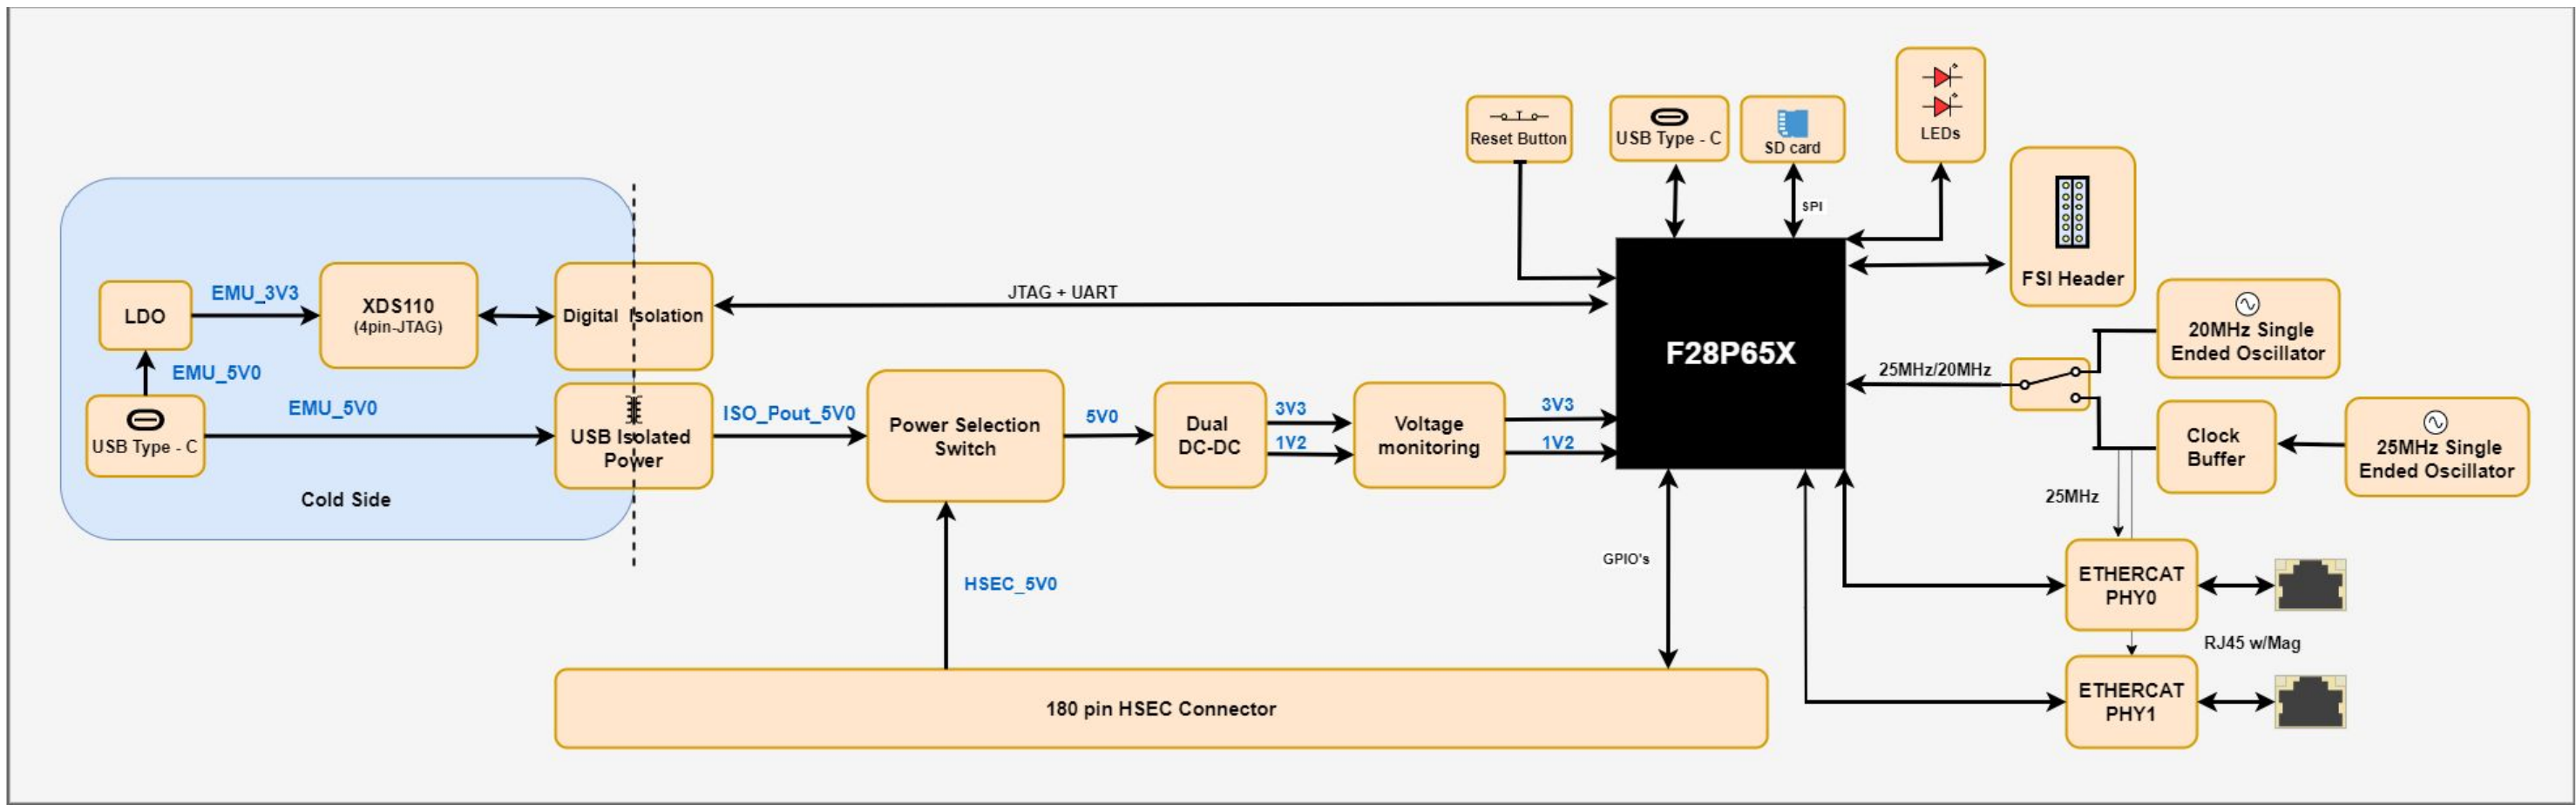 Reset Button
USB Type - C
SD card
LEDs
SPI
FSI Header
LDO
EMU_3V3
XDS110
(4pin-JTAG)
Digital Isolation
JTAG + UART
F28P65X
20MHz Single
Ended Oscillator
25MHz/20MHz
EMU_5V0
USB Type - C
EMU_5V0
USB Isolated
Power
ISO_Pout_5V0
Power Selection
Switch
5V0
Dual
DC-DC
3V3
1V2
Voltage
monitoring
3V3
1V2
Clock
Buffer
25MHz Single
Ended Oscillator
Cold Side
25MHz
HSEC_5V0
GPIO's
ETHERCAT
PHY0
RJ45 w/Mag
ETHERCAT
PHY1
180 pin HSEC Connector